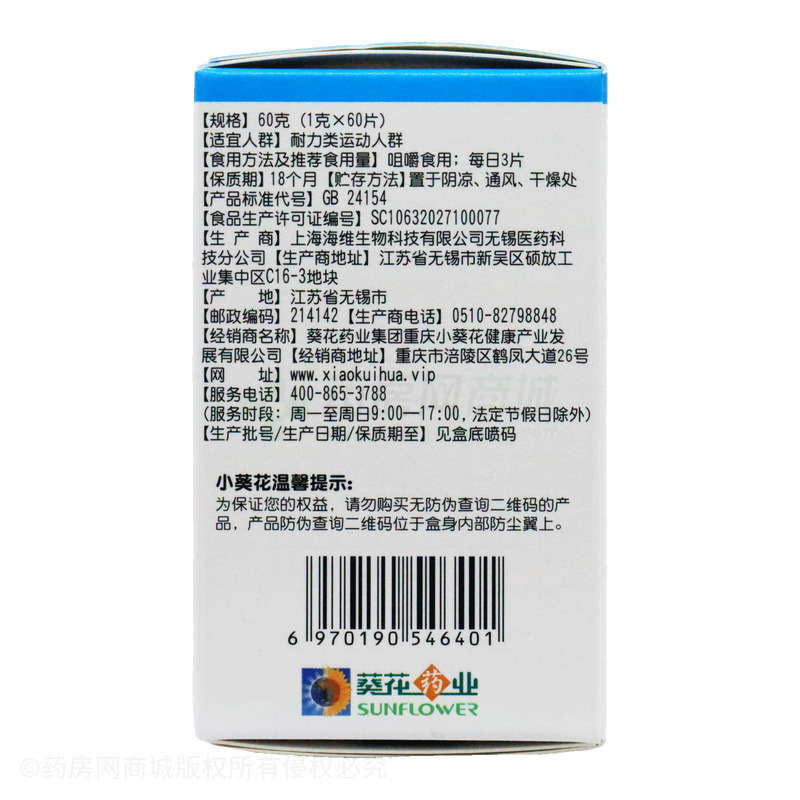 【规格】60克（1克×60片）
【适宜人群】耐力类运动人群
【食用方法及推荐食用量】咀嚼食用；每日3片
【保质期】18个月【贮存方法】置于阴凉、通风、干燥处
【产品标准代号】GB 24154
【食品生产许可证编号】SC10632027100077
【生 产 商】上海海维生物科技有限公司无锡医药科
技分公司【生产商地址】江苏省无锡市新吴区硕放工
业集中区C16-3地块
【产 地】江苏省无锡市
【邮政编码】214142【生产商电话】0510-82798848
【经销商名称】葵花药业集团重庆小葵花健康产业发
展有限公司【经销商地址】重庆市涪陵区鹤凤大道26号
【网 址】www.xiaokuihua.vip
【服务电话】400-865-3788
(服务时段：周一至周日9:00—17:00,法定节假日除外)
【生产批号/生产日期/保质期至】见盒底喷码
小葵花温馨提示:
为保证您的权益，请勿购买无防伪查询二维码的产
品，产品防伪查询二维码位于盒身内部防尘翼上。
6 970190 546401
葵花药业
SUNFLOWER
©药房网商城版权所有侵权必究